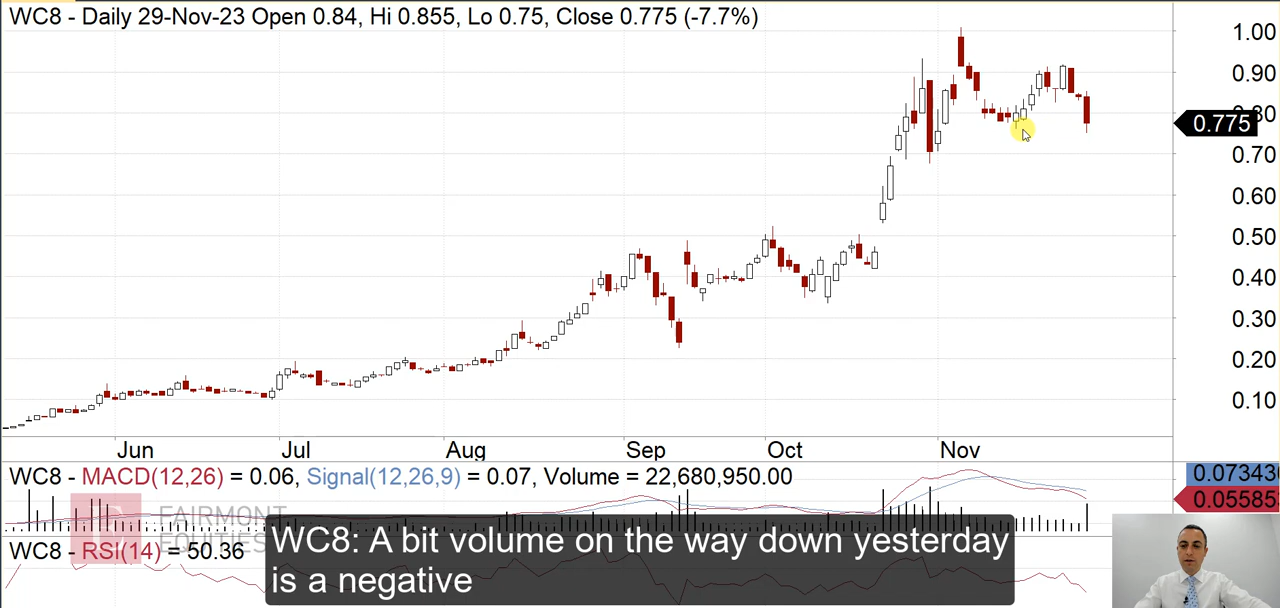 WC8 - Daily 29-Nov-23 Open 0.84, Hi 0.855, Lo 0.75, Close 0.775 (-7.7%)
1.00
0.90
0.80
0.775
0.70
0.60
0.50
0.40
0.30
0.20
0.10
Jun Jul Aug Sep Oct Nov
WC8 - MACD(12,26) = 0.06, Signal(12,26,9) = 0.07, Volume = 22,680,950.00
0.073430
0.05585
FAIRMONT
EQUITIES
WC8 - RSI(14) = 50.36
WC8: A bit volume on the way down yesterday
is a negative